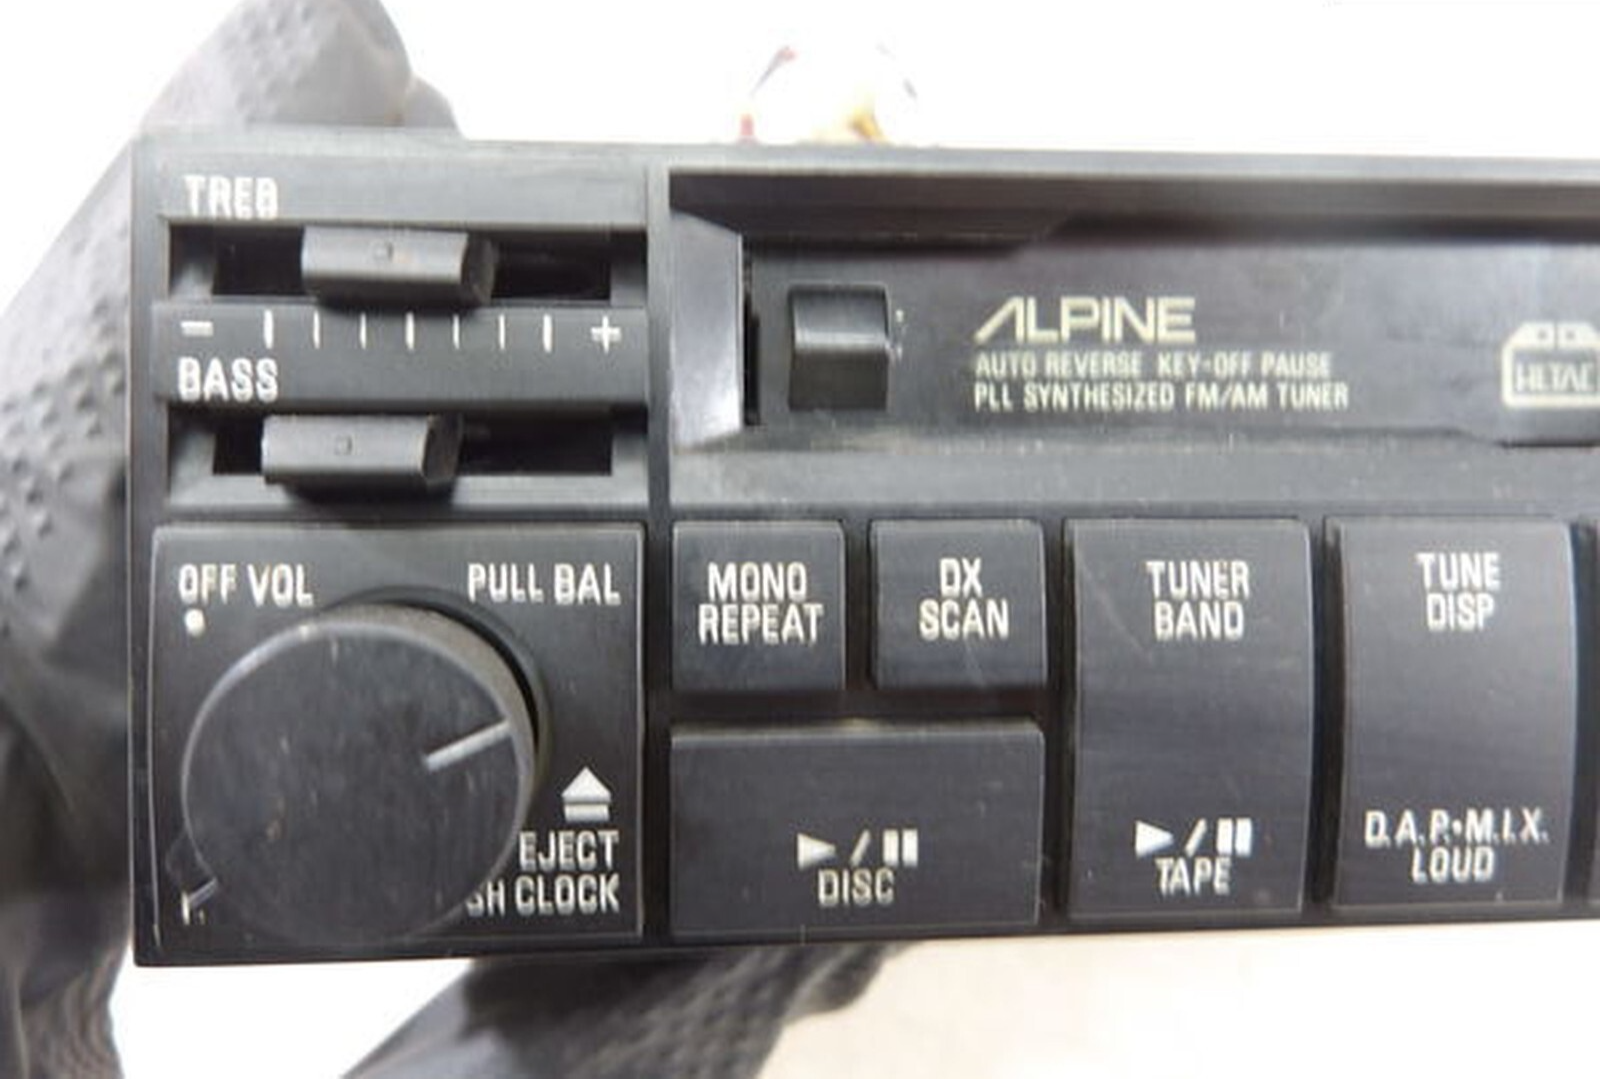 TREB
- +
BASS
ALPINE
AUTO REVERSE KEY-OFF PAUSE
PLL SYNTHESIZED FM/AM TUNER
OFF VOL
PULL BAL
EJECT
CLOCK
MONO
REPEAT
DX
SCAN
DISC
TUNER
BAND
TAPE
TUNE
DISP
D.A.P.•M.I.X.
LOUD